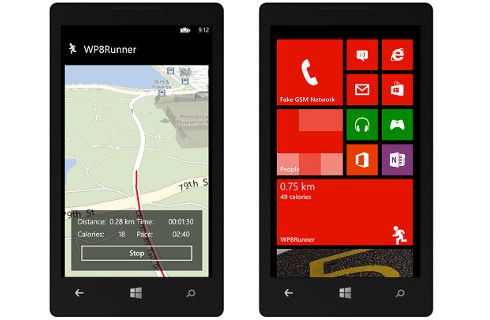 9:12
WP8Runner
79th St
79th St
Distance: 0.28 km Time: 00:01:30
Calories: 18 Pace: 02:40
Stop
Fake GSM Network
People
0.75 km
49 calories
WP8Runner